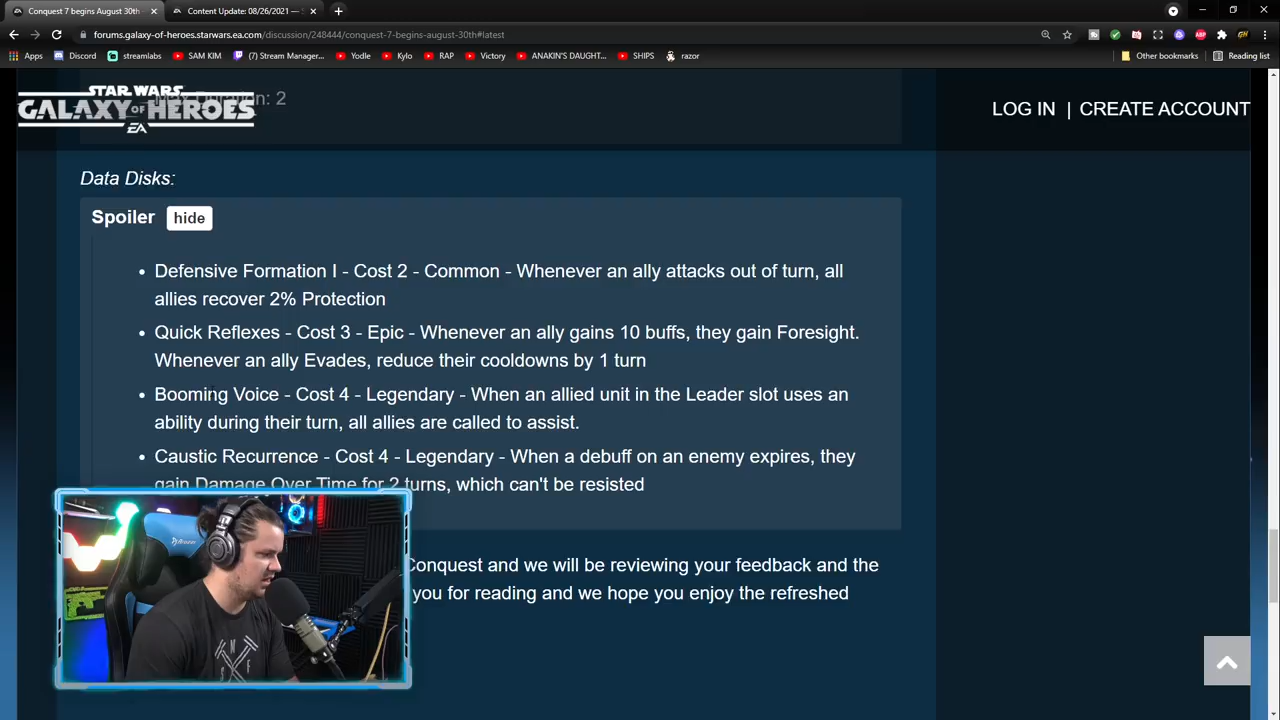 Conquest 7 begins August 30th
Content Update: 08/26/2021 —
forums.galaxy-of-heroes.starwars.ea.com/discussion/248444/conquest-7-begins-august-30th#latest
Apps Discord streamlabs SAM KIM (7) Stream Manager... Yodle Kylo RAP Victory ANAKIN'S DAUGHT... SHIPS razor Other bookmarks Reading list
STAR WARS
GALAXY OF HEROES
EA
Max Duration: 2
LOG IN | CREATE ACCOUNT
Data Disks:
Spoiler hide
• Defensive Formation I - Cost 2 - Common - Whenever an ally attacks out of turn, all
allies recover 2% Protection
• Quick Reflexes - Cost 3 - Epic - Whenever an ally gains 10 buffs, they gain Foresight.
Whenever an ally Evades, reduce their cooldowns by 1 turn
• Booming Voice - Cost 4 - Legendary - When an allied unit in the Leader slot uses an
ability during their turn, all allies are called to assist.
• Caustic Recurrence - Cost 4 - Legendary - When a debuff on an enemy expires, they
gain Damage Over Time for 2 turns, which can't be resisted
Conquest and we will be reviewing your feedback and the
you for reading and we hope you enjoy the refreshed